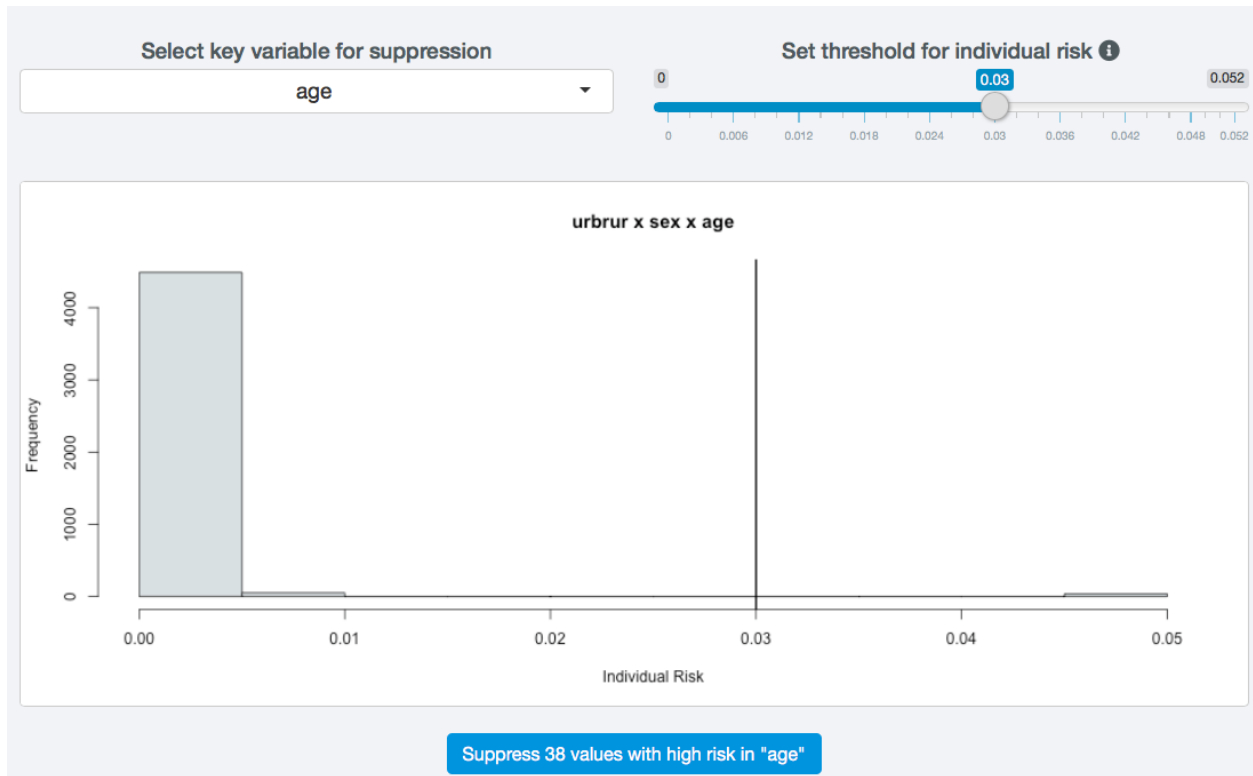 Select key variable for suppression
Set threshold for individual risk
age
0
0.03
0.052
0 0.006 0.012 0.018 0.024 0.03 0.036 0.042 0.048 0.052
urbrur x sex x age
Frequency
4000
3000
2000
1000
0
0.00 0.01 0.02 0.03 0.04 0.05
Individual Risk
Suppress 38 values with high risk in "age"